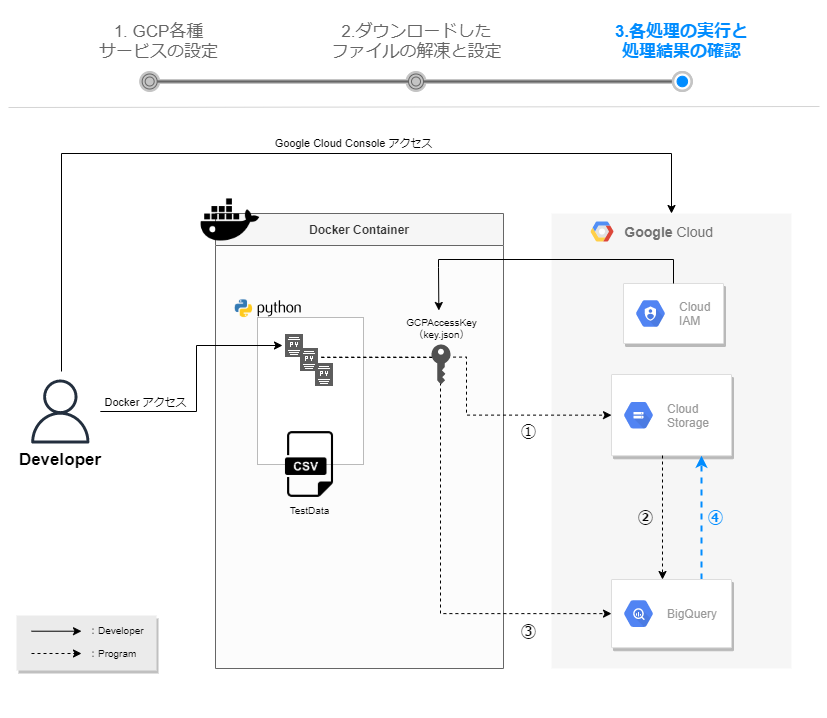 1. GCP各種
サービスの設定
2.ダウンロードした
ファイルの解凍と設定
3.各処理の実行と
処理結果の確認
Google Cloud Console アクセス
Docker Container
Google Cloud
python
GCPAccessKey
（key.json）
Cloud
IAM
PY
PY
PY
Docker アクセス
Cloud
Storage
①
Developer
CSV
TestData
②
④
BigQuery
③
: Developer
: Program